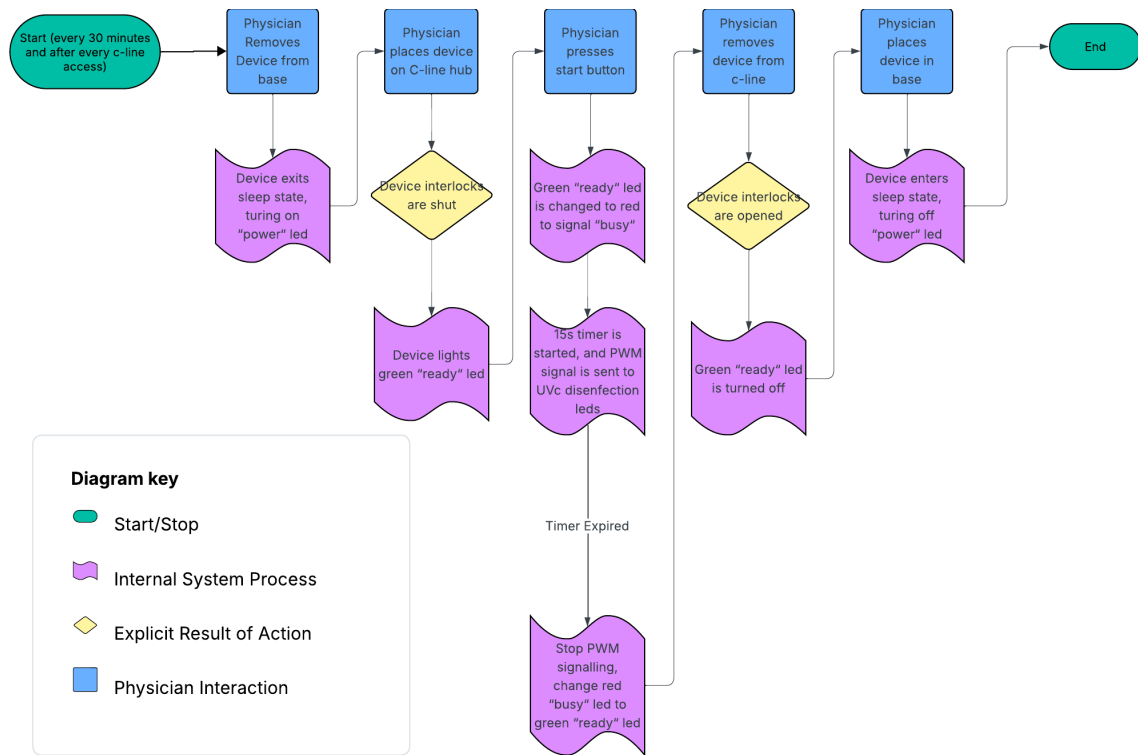 Start (every 30 minutes
and after every c-line
access)
Physician
Removes
Device from
base
Physician
places device
on C-line hub
Physician
presses
start button
Physician
removes
device from
c-line
Physician
places
device in
base
End
Device exits
sleep state,
turing on
“power” led
Device interlocks
are shut
Green “ready” led
is changed to red
to signal “busy”
Device interlocks
are opened
Device enters
sleep state,
turing off
“power” led
Device lights
green “ready” led
15s timer is
started, and PWM
signal is sent to
UVc disenfection
leds
Green “ready” led
is turned off
Timer Expired
Stop PWM
signalling,
change red
“busy” led to
green “ready” led
Diagram key
Start/Stop
Internal System Process
Explicit Result of Action
Physician Interaction